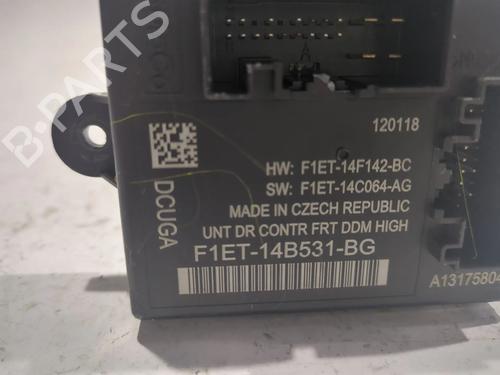 B-PARTS
120118
HW: F1ET-14F142-BC
SW: F1ET-14C064-AG
DCUGA
MADE IN CZECH REPUBLIC
UNT DR CONTR FRT DDM HIGH
F1ET-14B531-BG
A13175804